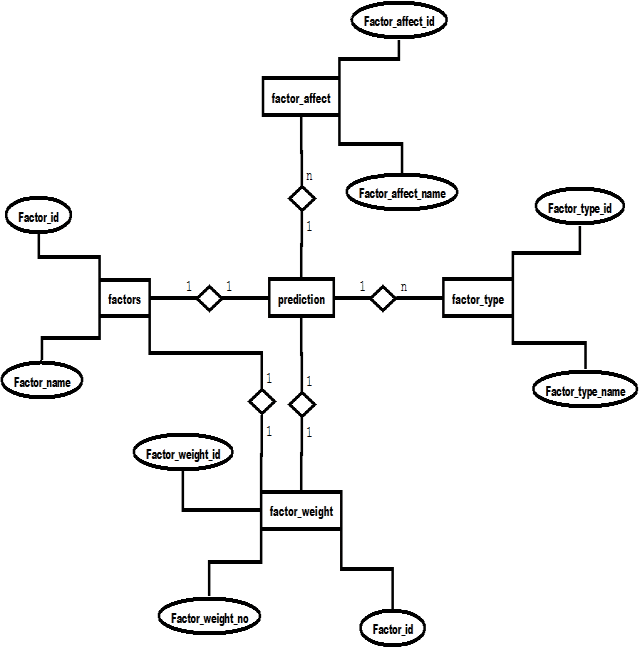 Factor_affect_id
factor_affect
n
Factor_affect_name
1
Factor_id
Factor_type_id
factors
1
1
prediction
1
n
factor_type
Factor_name
1
1
Factor_type_name
1
1
Factor_weight_id
factor_weight
Factor_weight_no
Factor_id